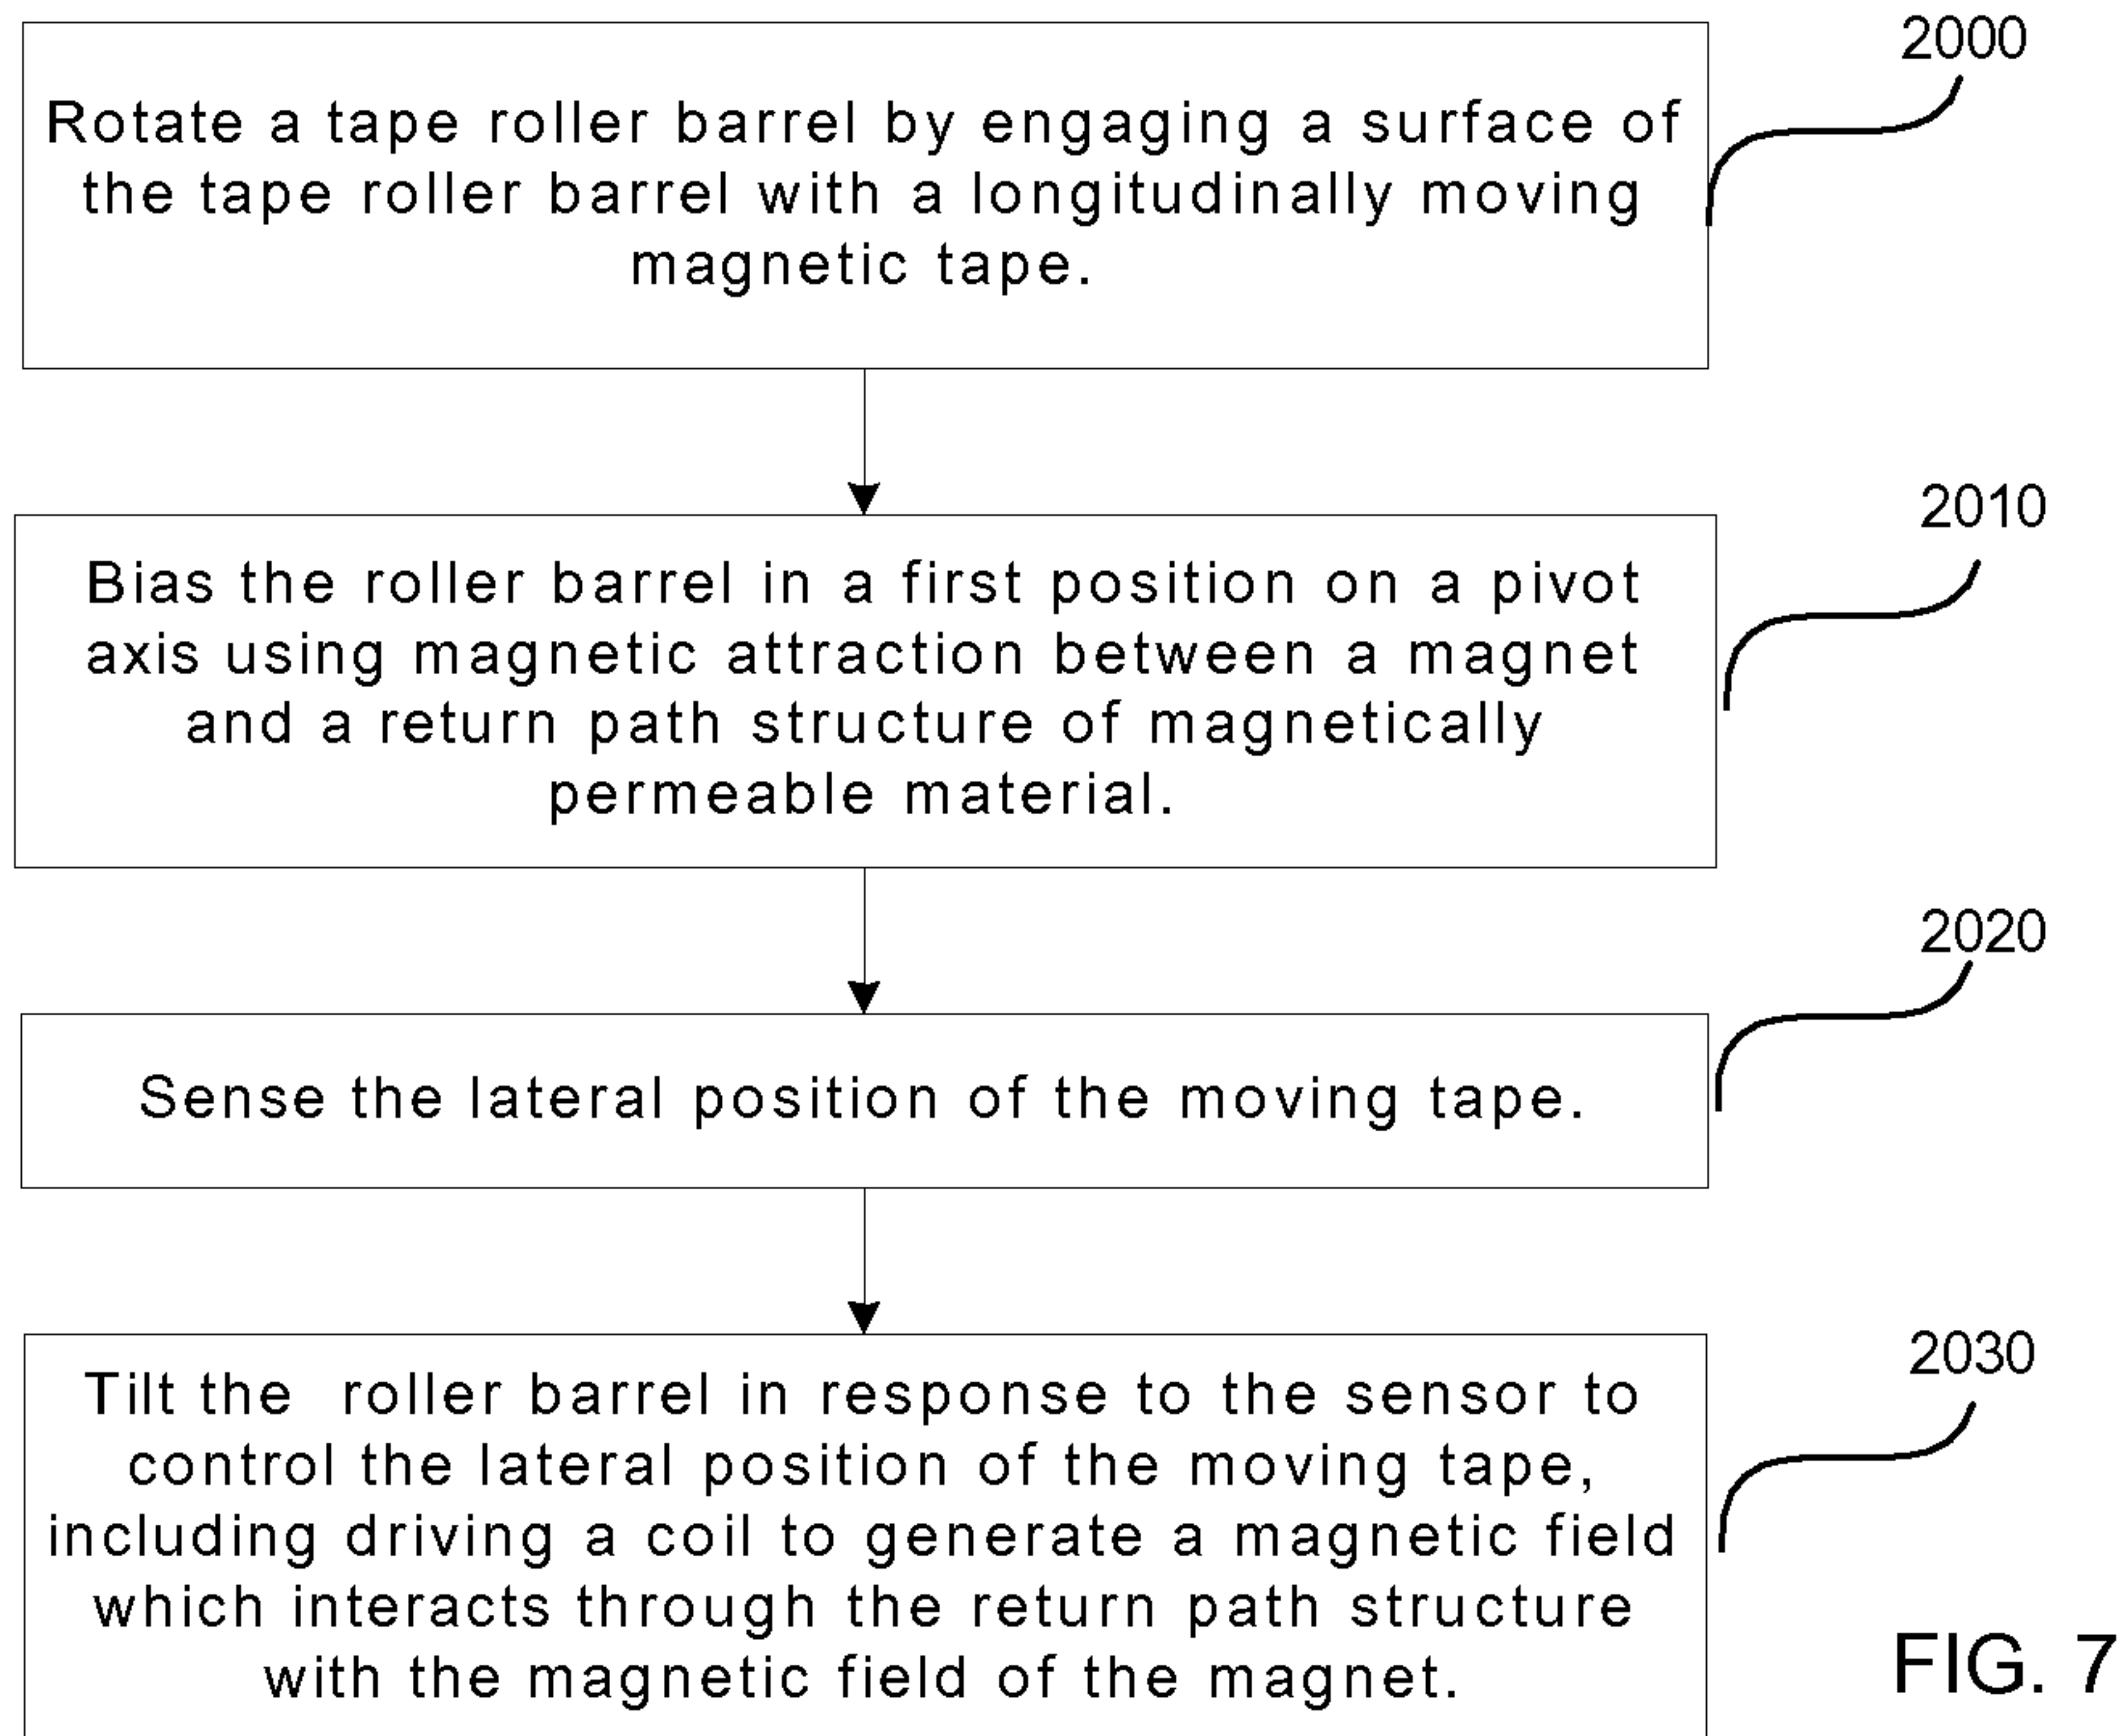 2000
Rotate a tape roller barrel by engaging a surface of
the tape roller barrel with a longitudinally moving
magnetic tape.
2010
Bias the roller barrel in a first position on a pivot
axis using magnetic attraction between a magnet
and a return path structure of magnetically
permeable material.
2020
Sense the lateral position of the moving tape.
2030
Tilt the roller barrel in response to the sensor to
control the lateral position of the moving tape,
including driving a coil to generate a magnetic field
which interacts through the return path structure
with the magnetic field of the magnet.
FIG. 7